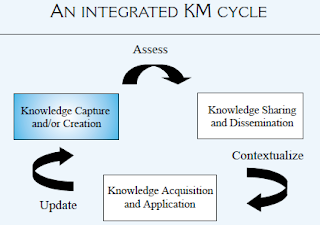 AN INTEGRATED KM CYCLE
Assess
Knowledge Capture
and/or Creation
Knowledge Sharing
and Dissemination
Contextualize
Knowledge Acquisition
and Application
Update